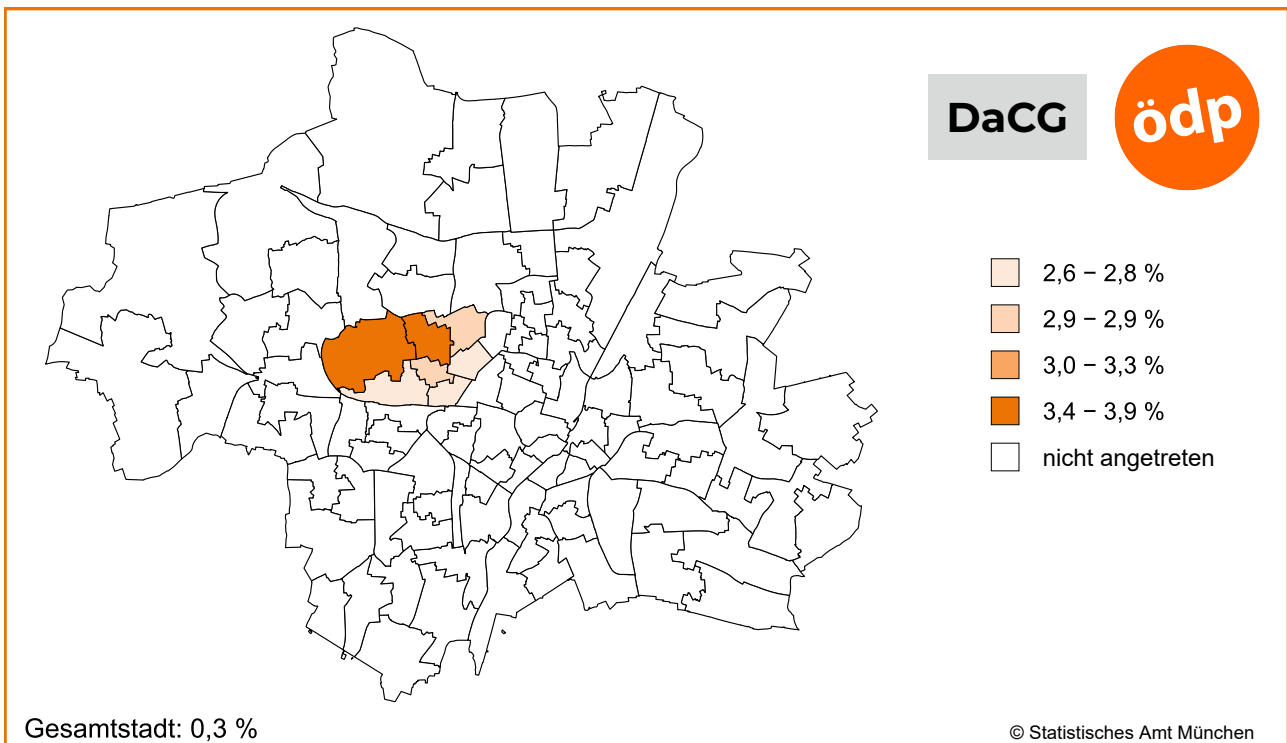 DaCG
ödp
2,6 – 2,8 %
2,9 – 2,9 %
3,0 – 3,3 %
3,4 – 3,9 %
nicht angetreten
Gesamtstadt: 0,3 %
© Statistisches Amt München